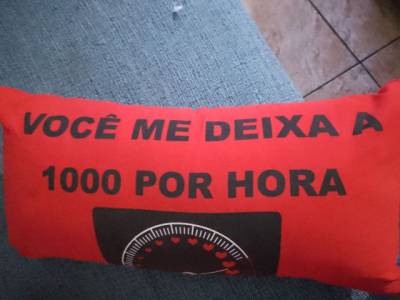 VOCÊ ME DEIXA A
1000 POR HORA